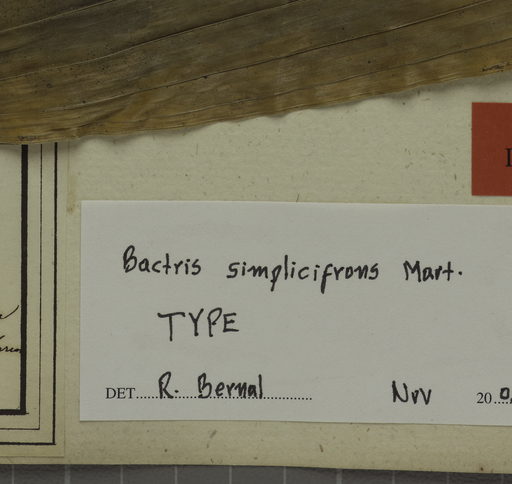 Bactris simplicifrons Mart.
TYPE
DET. R. Bernal Nov 20